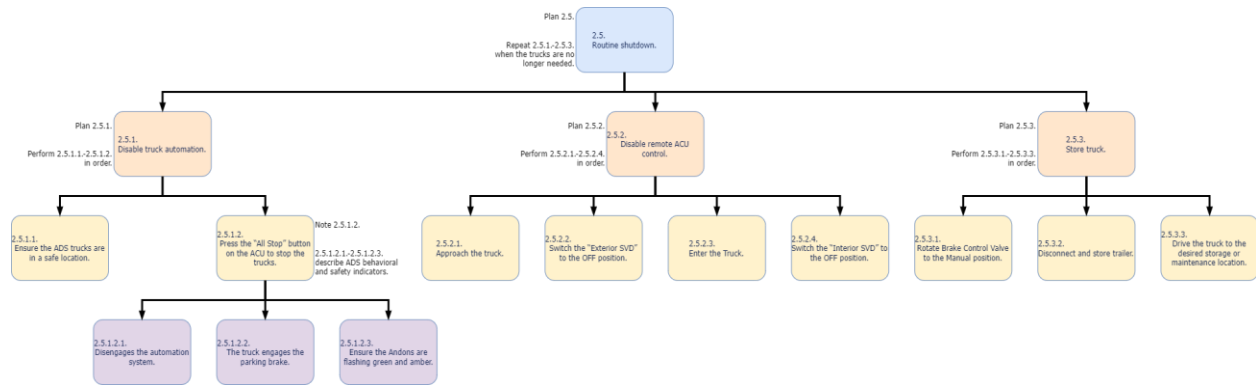 Plan 2.5.
Repeat 2.5.1.-2.5.3.
when the trucks are no
longer needed.
2.5.
Routine shutdown.
Plan 2.5.1.
Perform 2.5.1.1.-2.5.1.2.
in order.
2.5.1.
Disable truck automation.
Plan 2.5.2.
Perform 2.5.2.1.-2.5.2.4.
in order.
2.5.2.
Disable remote ACU
control.
Plan 2.5.3.
Perform 2.5.3.1.-2.5.3.3.
in order.
2.5.3.
Store truck.
2.5.1.1.
Ensure the ADS trucks are
in a safe location.
2.5.1.2.
Press the "All Stop" button
on the ACU to stop the
trucks.
Note 2.5.1.2.
2.5.1.2.1.-2.5.1.2.3.
describe ADS behavioral
and safety indicators.
2.5.2.1.
Approach the truck.
2.5.2.2.
Switch the "Exterior SVD"
to the OFF position.
2.5.2.3.
Enter the Truck.
2.5.2.4.
Switch the "Interior SVD" to
the OFF position.
2.5.3.1.
Rotate Brake Control Valve
to the Manual position.
2.5.3.2.
Disconnect and store trailer.
2.5.3.3.
Drive the truck to the
desired storage or
maintenance location.
2.5.1.2.1.
Disengages the automation
system.
2.5.1.2.2.
The truck engages the
parking brake.
2.5.1.2.3.
Ensure the Andons are
flashing green and amber.